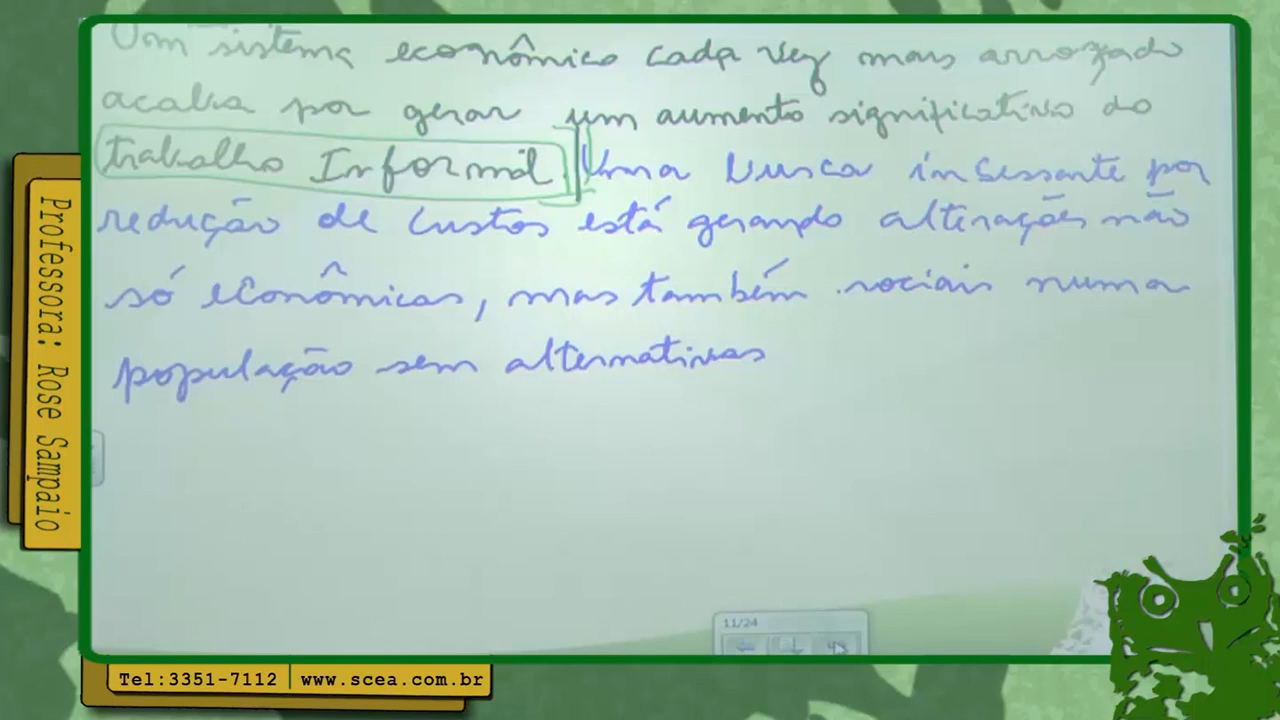 Um sistema econômico cada vez mais arrozado
acaba por gerar um aumento significativo do
trabalho Informal Uma busca incessante por
redução de custos está gerando alterações não
só econômicas, mas também sociais numa
população sem alternativas
11/24
Professora: Rose Sampaio
Tel:3351-7112 www.scea.com.br